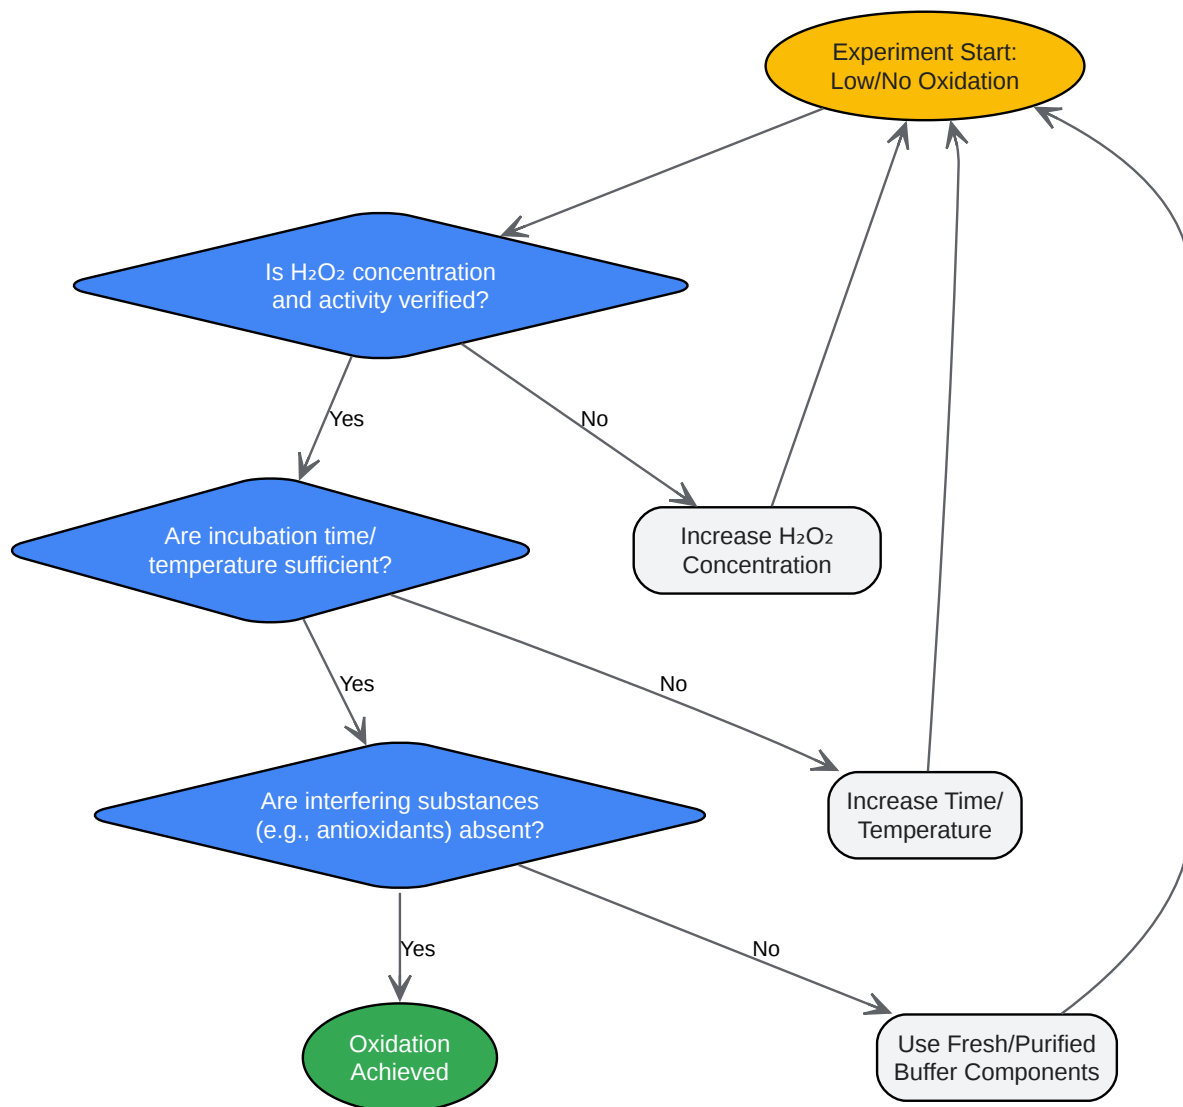 Experiment Start:
Low/No Oxidation
Is H₂O₂ concentration
and activity verified?
Yes
No
Are incubation time/
temperature sufficient?
Increase H₂O₂
Concentration
Yes
No
Are interfering substances
(e.g., antioxidants) absent?
Increase Time/
Temperature
Yes
No
Oxidation
Achieved
Use Fresh/Purified
Buffer Components